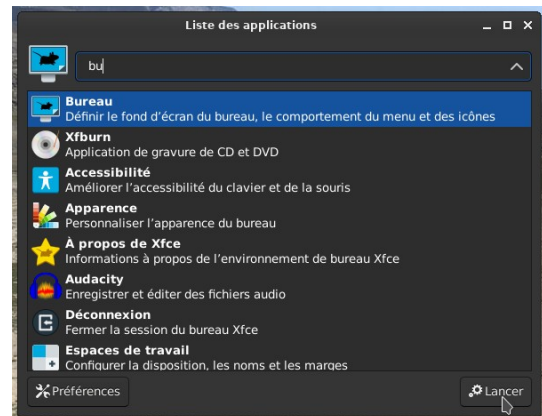 Liste des applications
bu
Bureau
Définir le fond d’écran du bureau, le comportement du menu et des icônes
Xfburn
Application de gravure de CD et DVD
Accessibilité
Améliorer l’accessibilité du clavier et de la souris
Apparence
Personnaliser l’apparence du bureau
À propos de Xfce
Informations à propos de l’environnement de bureau Xfce
Audacity
Enregistrer et éditer des fichiers audio
Déconnexion
Fermer la session du bureau Xfce
Espaces de travail
Configurer la disposition, les noms et les marges
Préférences
Lancer